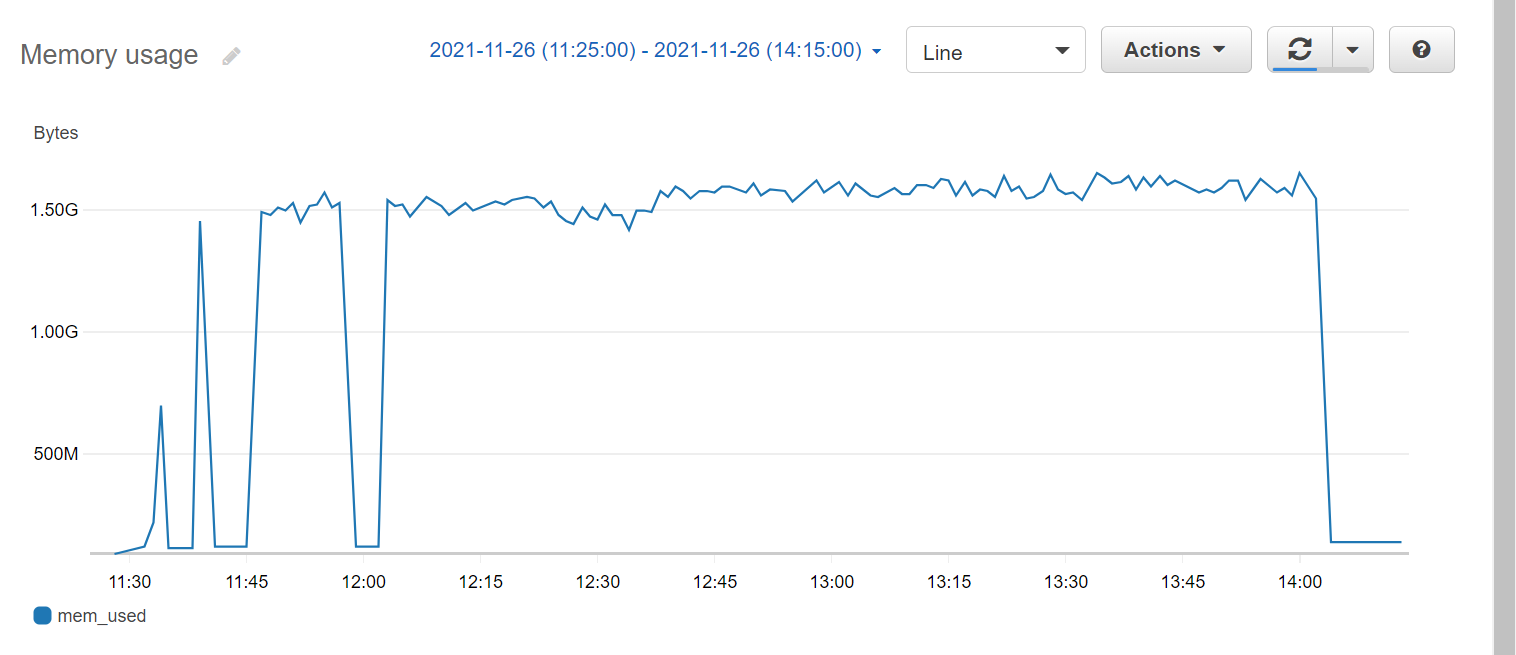 Memory usage
2021-11-26 (11:25:00) - 2021-11-26 (14:15:00)
Line
Actions
?
Bytes
1.50G
1.00G
500M
11:30 11:45 12:00 12:15 12:30 12:45 13:00 13:15 13:30 13:45 14:00
mem_used